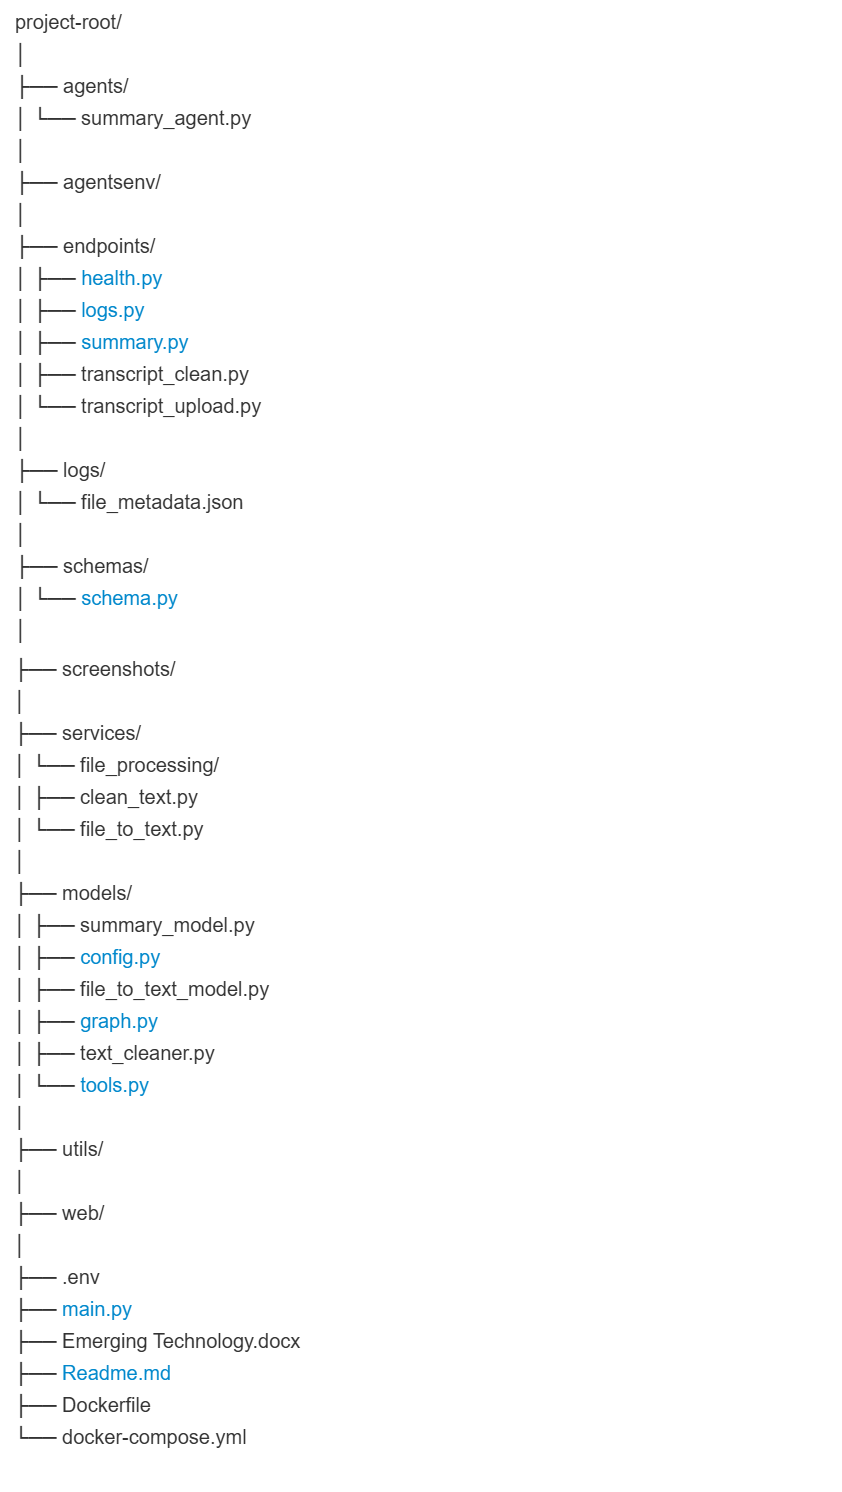 project-root/
│
├── agents/
│ └── summary_agent.py
│
├── agentsenv/
│
├── endpoints/
│ ├── health.py
│ ├── logs.py
│ ├── summary.py
│ ├── transcript_clean.py
│ └── transcript_upload.py
│
├── logs/
│ └── file_metadata.json
│
├── schemas/
│ └── schema.py
│
├── screenshots/
│
├── services/
│ └── file_processing/
│ ├── clean_text.py
│ └── file_to_text.py
│
├── models/
│ ├── summary_model.py
│ ├── config.py
│ ├── file_to_text_model.py
│ ├── graph.py
│ ├── text_cleaner.py
│ └── tools.py
│
├── utils/
│
├── web/
│
├── .env
├── main.py
├── Emerging Technology.docx
├── Readme.md
├── Dockerfile
└── docker-compose.yml